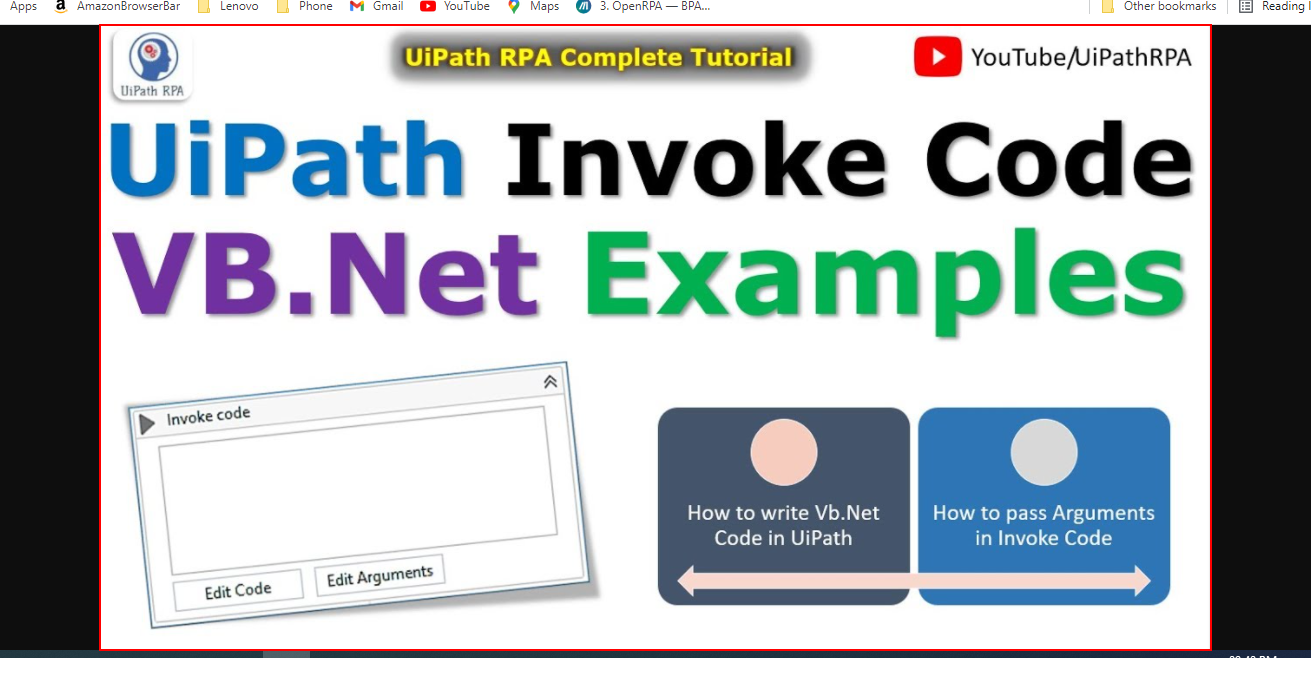 Apps AmazonBrowserBar Lenovo Phone Gmail YouTube Maps 3. OpenRPA — BPA... Other bookmarks Reading
UiPath RPA
UiPath RPA Complete Tutorial
YouTube/UiPathRPA
UiPath Invoke Code
VB.Net Examples
Invoke code
Edit Code
Edit Arguments
How to write Vb.Net
Code in UiPath
How to pass Arguments
in Invoke Code